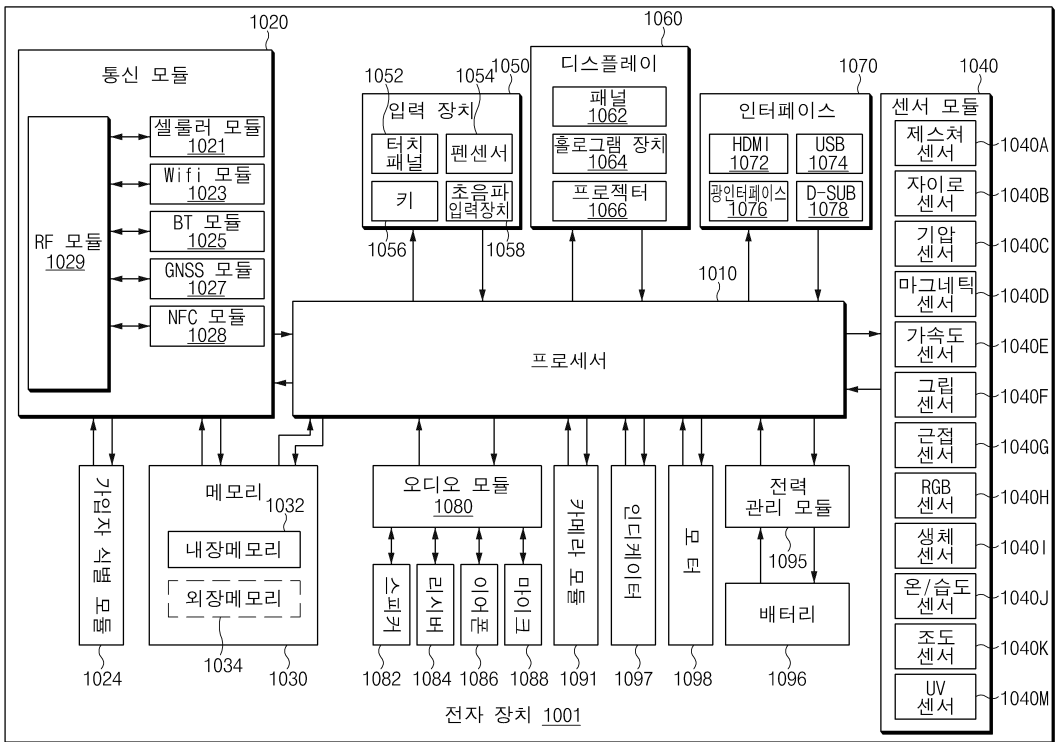 1020
통신 모듈
RF 모듈
1029
셀룰러 모듈
1021
Wifi 모듈
1023
BT 모듈
1025
GNSS 모듈
1027
NFC 모듈
1028
1050
입력 장치
1052
터치
패널
1054
펜센서
키
1056
초음파
입력장치
1058
1060
디스플레이
패널
1062
홀로그램 장치
1064
프로젝터
1066
1070
인터페이스
HDMI
1072
USB
1074
광인터페이스
1076
D-SUB
1078
1040
센서 모듈
제스쳐
센서
1040A
자이로
센서
1040B
기압
센서
1040C
마그네틱
센서
1040D
가속도
센서
1040E
그립
센서
1040F
근접
센서
1040G
RGB
센서
1040H
생체
센서
1040I
온/습도
센서
1040J
조도
센서
1040K
UV
센서
1040M
1010
프로세서
가입자 식별 모듈
1024
메모리
1032
내장메모리
외장메모리
1034
1030
오디오 모듈
1080
스피커
1082
리시버
1084
이어폰
1086
마이크
1088
카메라 모듈
1091
인디케이터
1097
모터
1098
전력
관리 모듈
1095
배터리
1096
전자 장치 1001